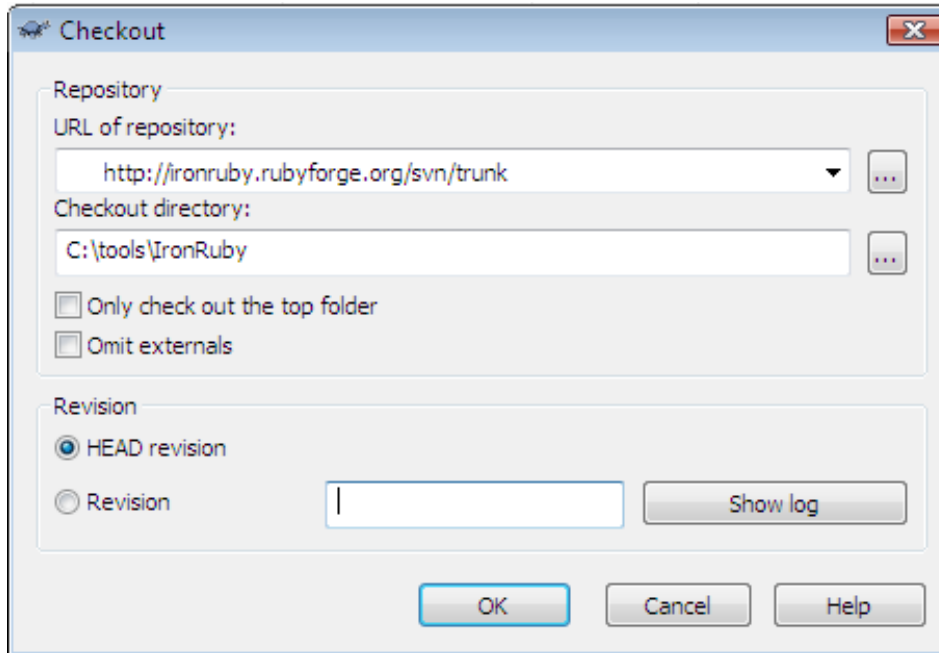 Checkout
Repository
URL of repository:
http://ironruby.rubyforge.org/svn/trunk
...
Checkout directory:
C:\tools\IronRuby
...
Only check out the top folder
Omit externals
Revision
HEAD revision
Revision
Show log
OK Cancel Help